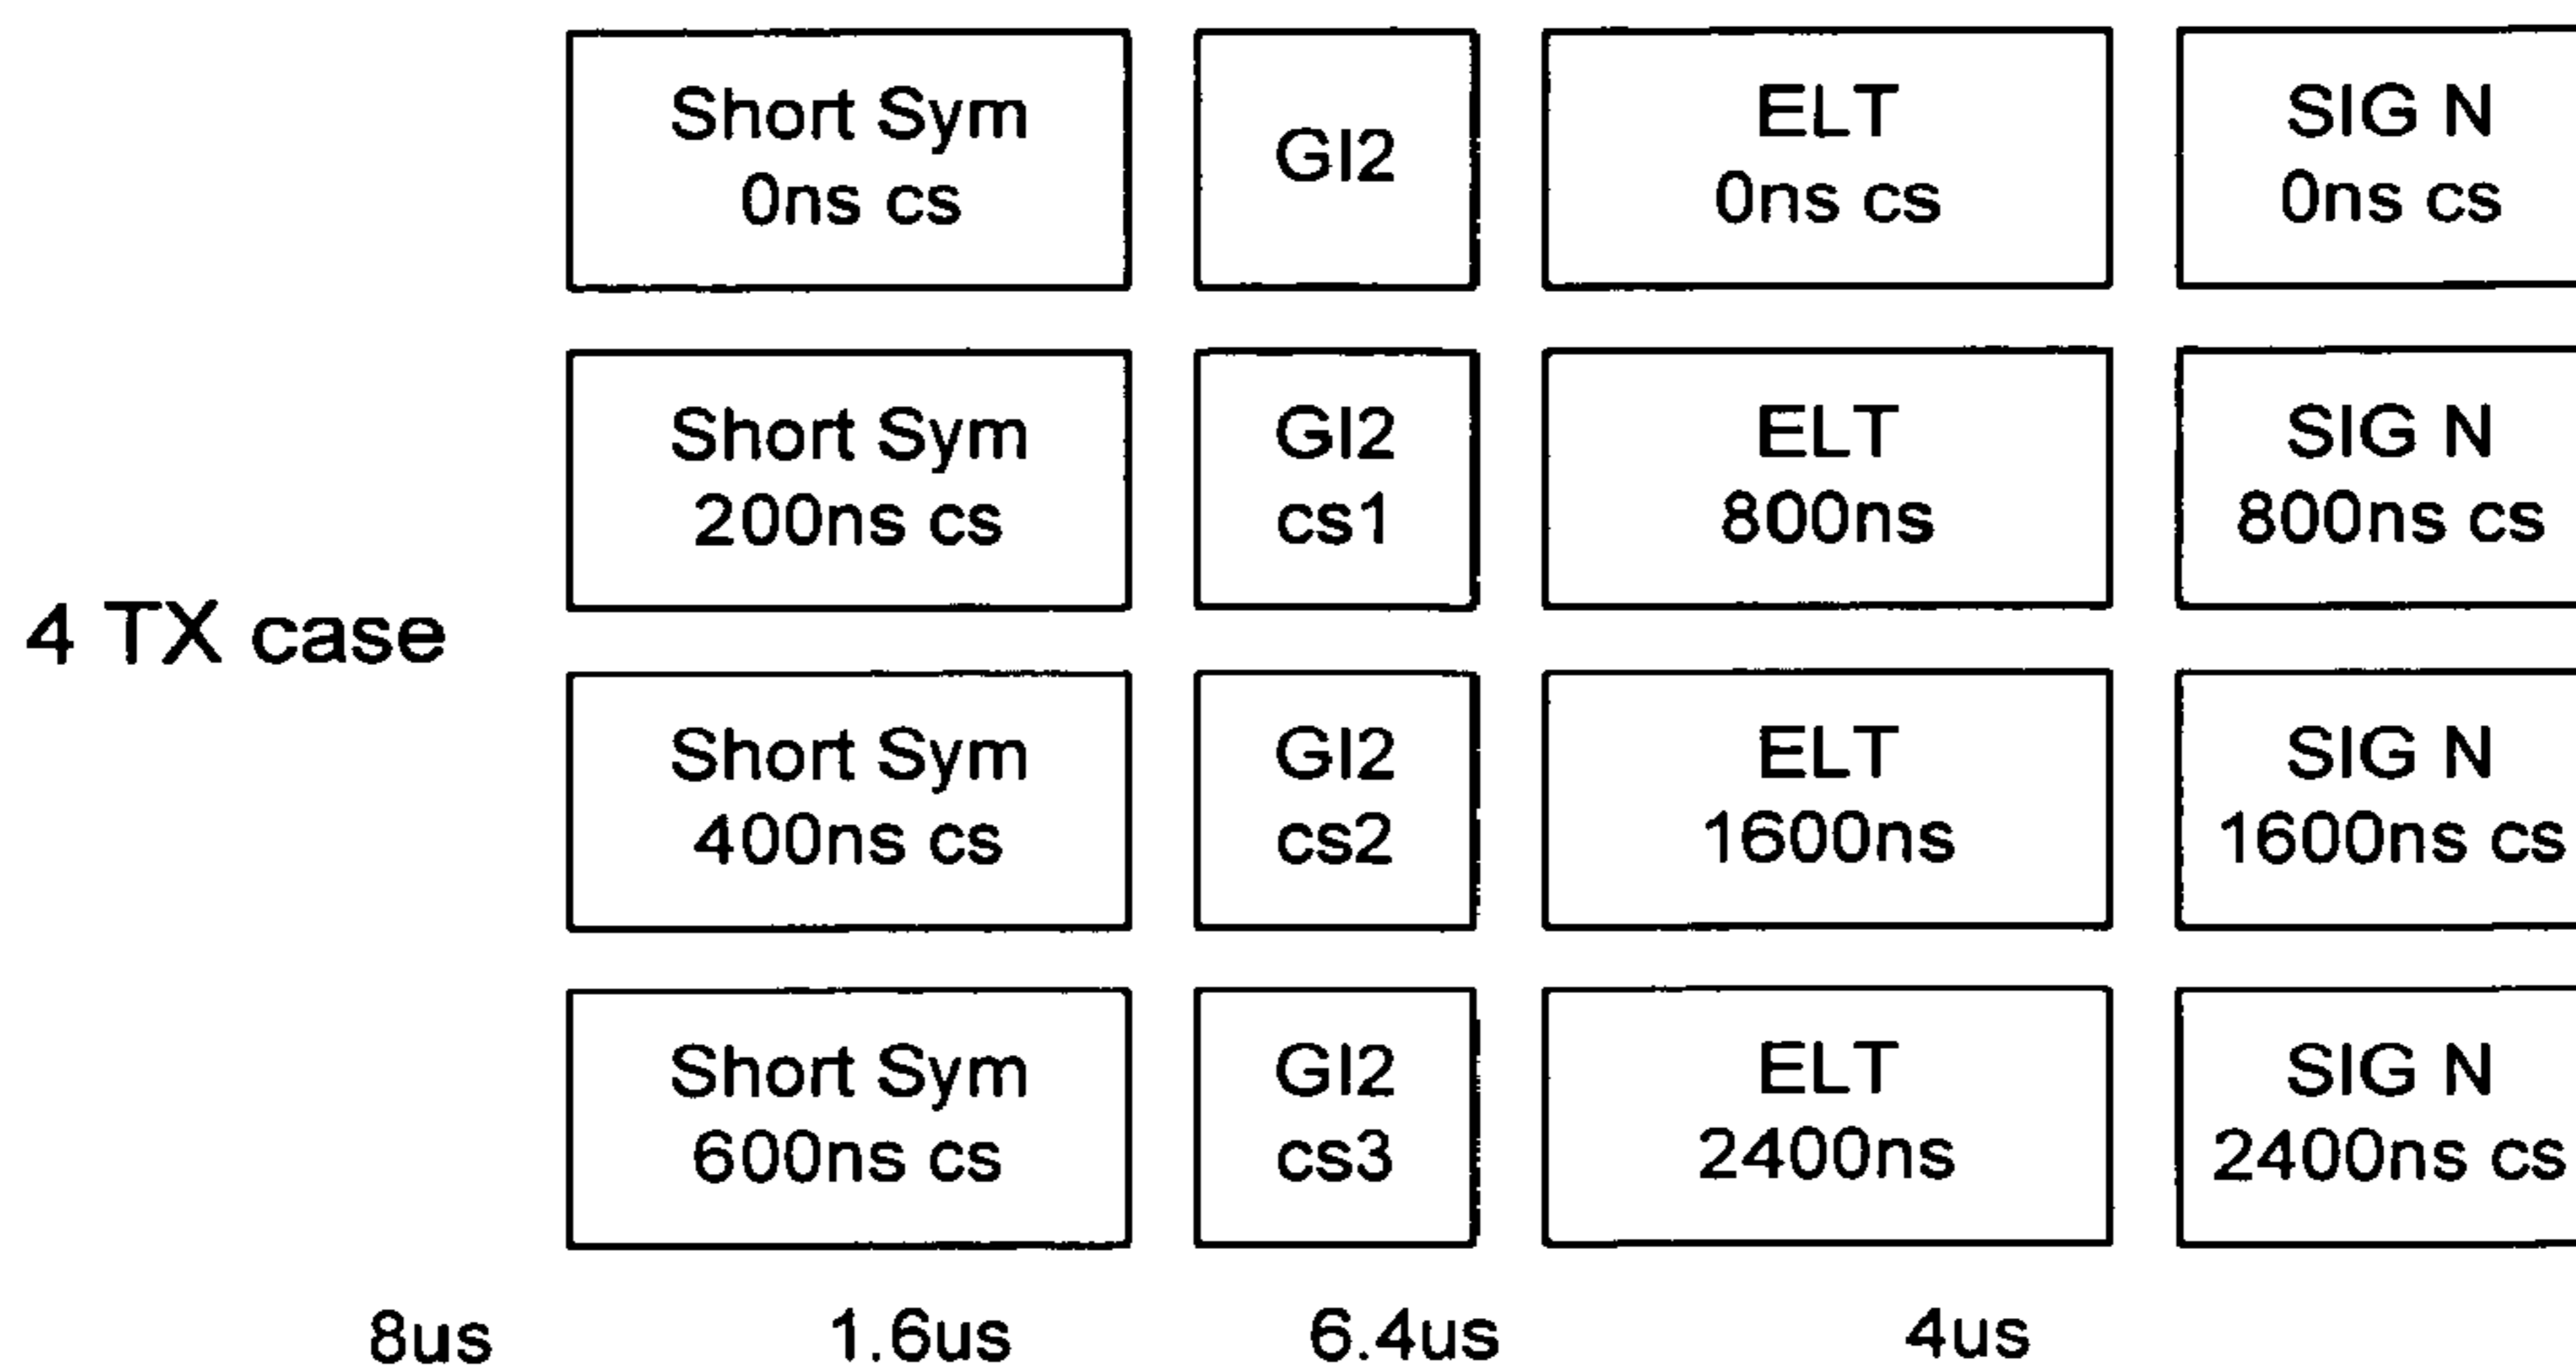 Short Sym
0ns cs
GI2
ELT
0ns cs
SIG N
0ns cs
Short Sym
200ns cs
GI2
cs1
ELT
800ns
SIG N
800ns cs
4 TX case
Short Sym
400ns cs
GI2
cs2
ELT
1600ns
SIG N
1600ns cs
Short Sym
600ns cs
GI2
cs3
ELT
2400ns
SIG N
2400ns cs
8us
1.6us
6.4us
4us